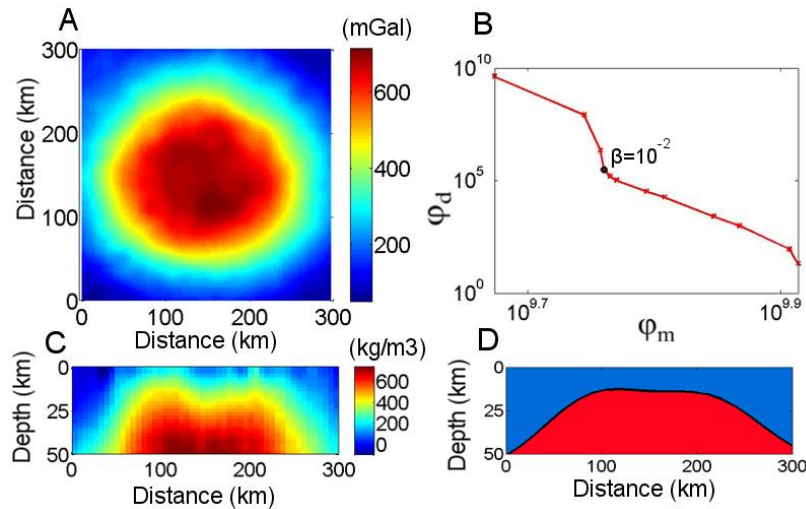 A
(mGal)
300
200
100
0
Distance (km)
0
100
200
300
Distance (km)
600
400
200
B
10^10
10^5
10^0
φd
β=10^-2
10^9.7
10^9.9
φm
C
(kg/m3)
0
25
50
Depth (km)
0
100
200
300
Distance (km)
600
400
200
0
D
0
25
50
Depth (km)
0
100
200
300
Distance (km)